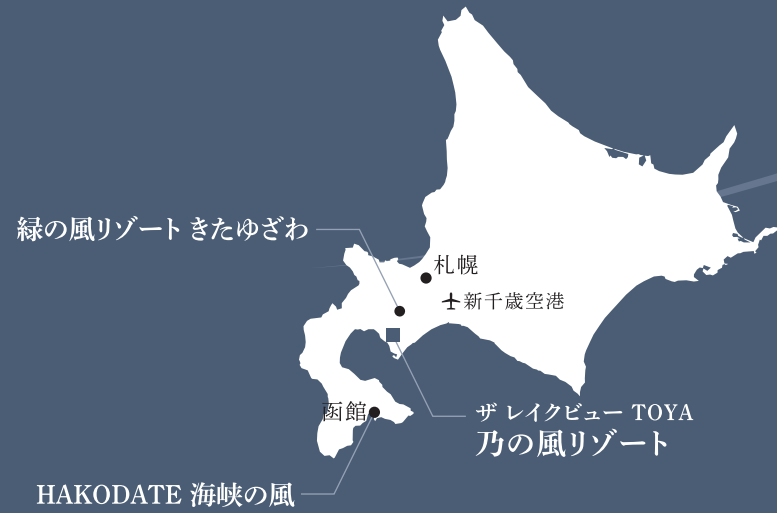 緑の風リゾート きたゆざわ
札幌
新千歳空港
函館
ザ レイクビュー TOYA
乃の風リゾート
HAKODATE 海峡の風